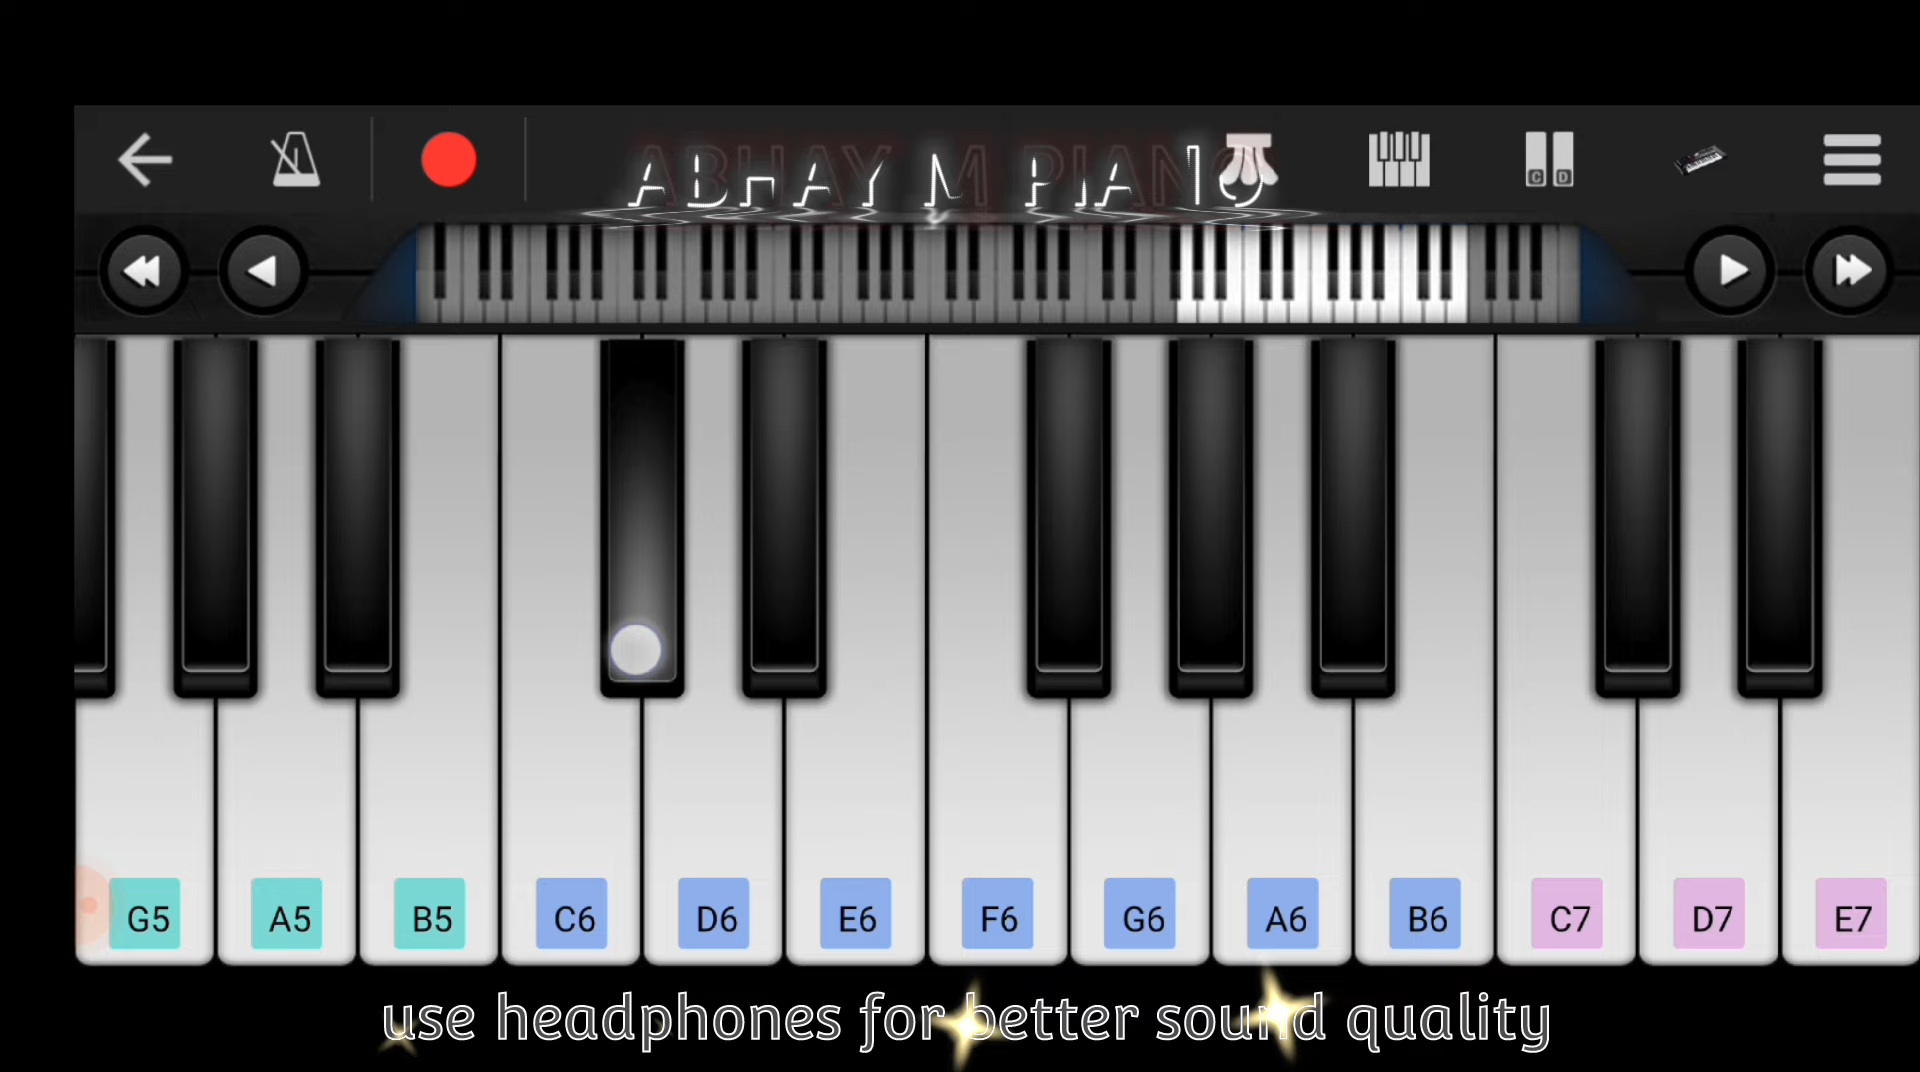 ABHAY M PIANO
C D
G5 A5 B5 C6 D6 E6 F6 G6 A6 B6 C7 D7 E7
use headphones for better sound quality